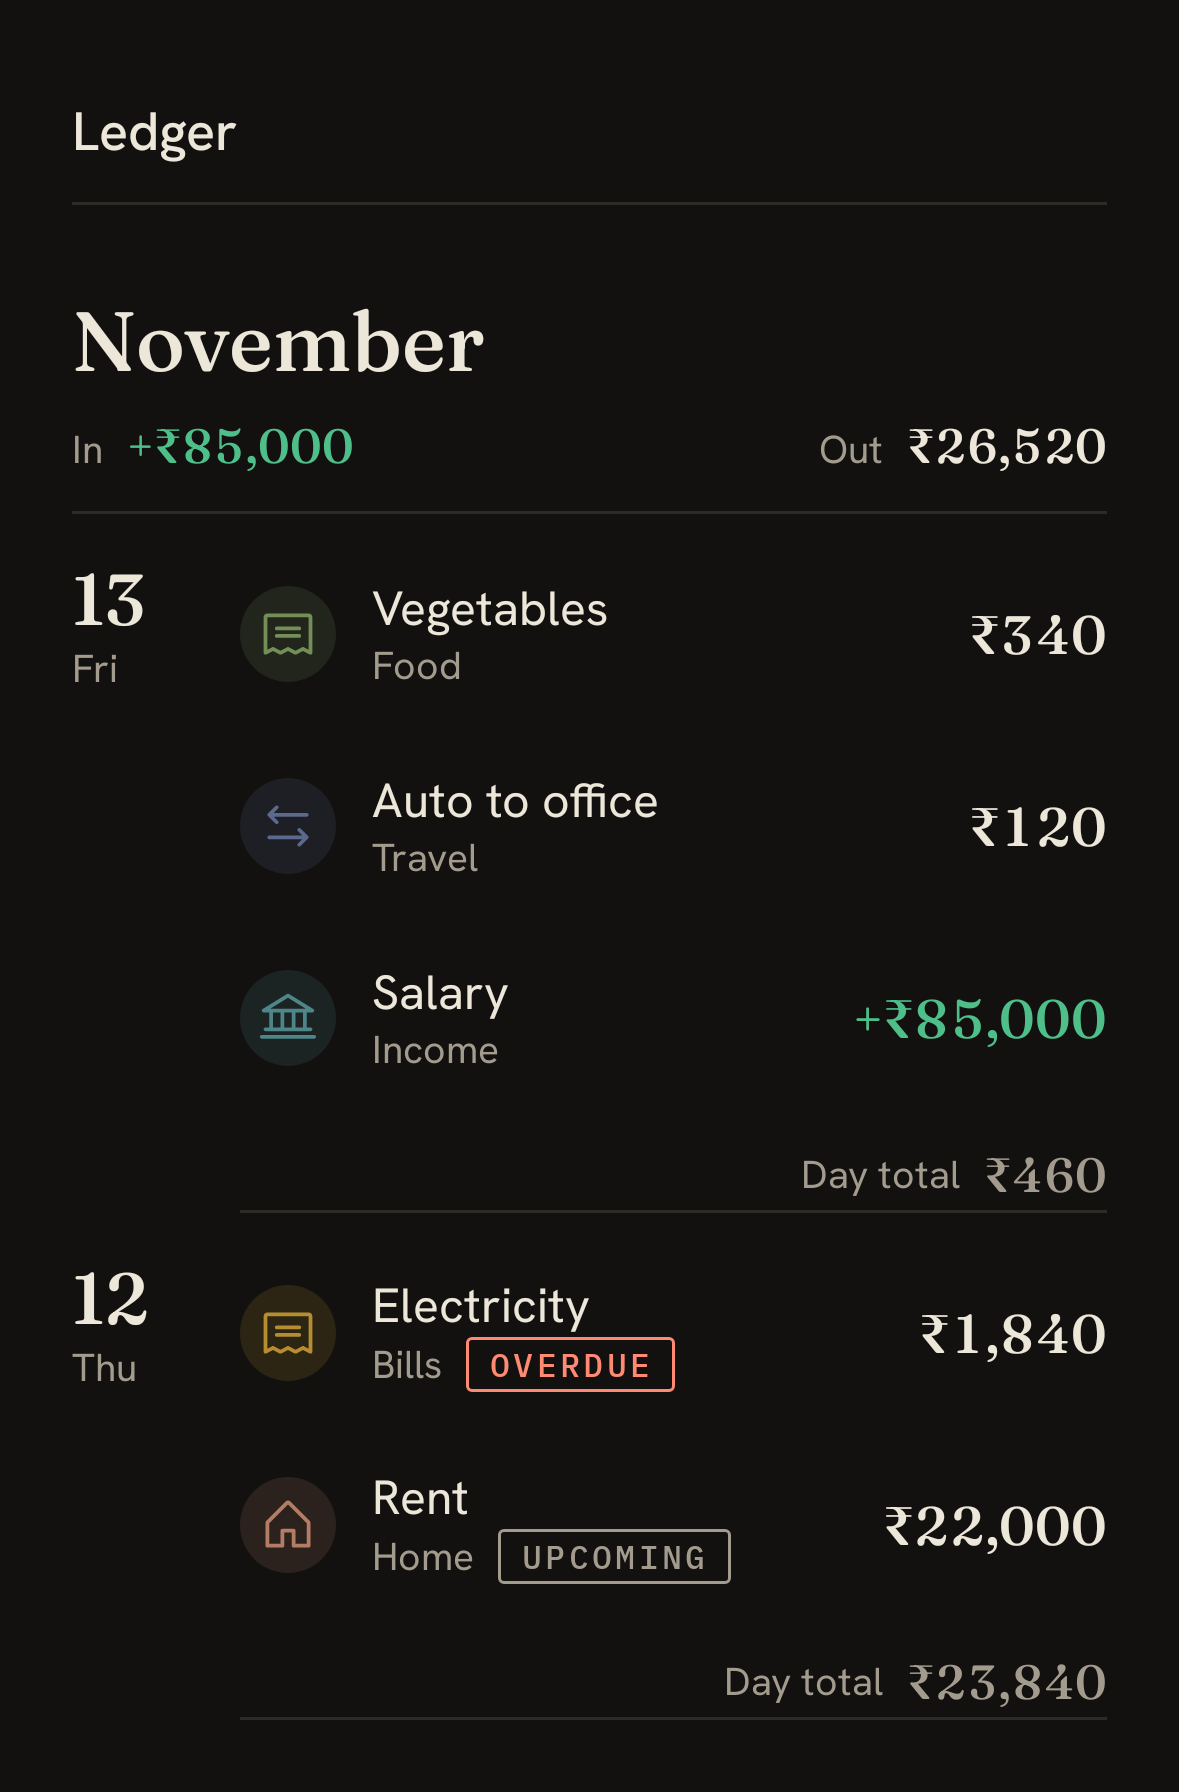 Ledger
November
In +₹85,000 Out ₹26,520
13 Vegetables ₹340
Fri Food
Auto to office ₹120
Travel
Salary +₹85,000
Income
Day total ₹460
12 Electricity ₹1,840
Thu Bills OVERDUE
Rent ₹22,000
Home UPCOMING
Day total ₹23,840